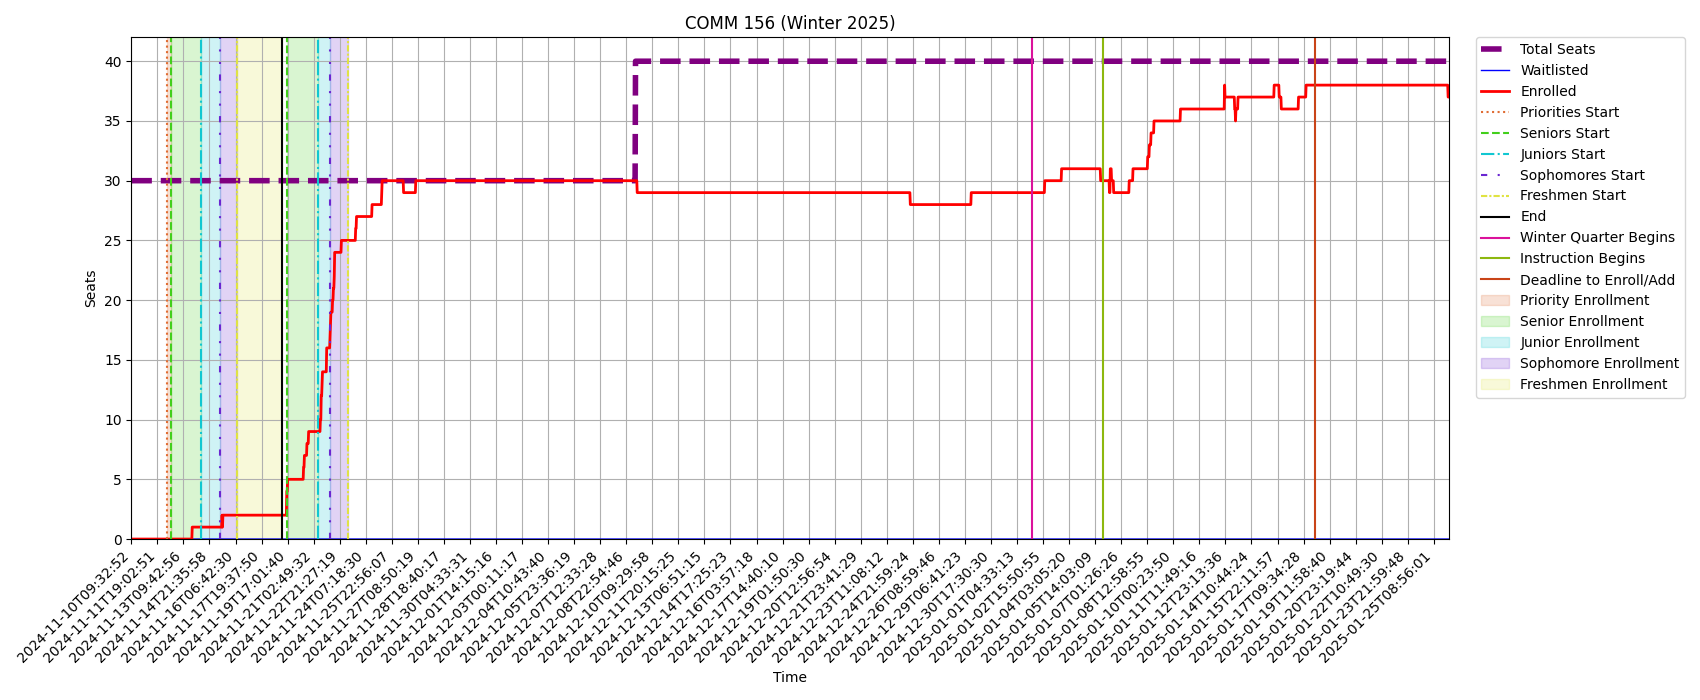 COMM 156 (Winter 2025)
Total Seats
Waitlisted
Enrolled
Priorities Start
Seniors Start
Juniors Start
Sophomores Start
Freshmen Start
End
Winter Quarter Begins
Instruction Begins
Deadline to Enroll/Add
Priority Enrollment
Senior Enrollment
Junior Enrollment
Sophomore Enrollment
Freshmen Enrollment
Seats
40
35
30
25
20
15
10
5
0
2024-11-10T09:32:52
2024-11-11T19:02:51
2024-11-13T09:42:56
2024-11-14T21:35:58
2024-11-16T06:42:30
2024-11-17T19:37:50
2024-11-19T17:01:40
2024-11-21T02:49:32
2024-11-22T21:27:19
2024-11-24T07:18:30
2024-11-25T22:56:07
2024-11-27T08:50:19
2024-11-28T18:40:17
2024-11-30T04:33:31
2024-12-01T14:15:16
2024-12-03T00:11:17
2024-12-04T10:43:40
2024-12-05T23:36:19
2024-12-07T12:33:28
2024-12-08T22:54:46
2024-12-10T09:29:58
2024-12-11T20:15:25
2024-12-13T06:51:15
2024-12-14T17:25:23
2024-12-16T03:57:18
2024-12-17T14:40:10
2024-12-19T01:50:30
2024-12-20T12:56:54
2024-12-21T23:41:29
2024-12-23T11:08:12
2024-12-24T21:59:24
2024-12-26T08:59:46
2024-12-29T06:41:23
2024-12-30T17:30:30
2025-01-01T04:33:13
2025-01-02T15:50:55
2025-01-04T03:05:20
2025-01-05T14:03:09
2025-01-07T01:26:26
2025-01-08T12:58:55
2025-01-10T00:23:50
2025-01-11T11:49:16
2025-01-12T23:13:36
2025-01-14T10:44:24
2025-01-15T22:11:57
2025-01-17T09:34:28
2025-01-19T11:58:40
2025-01-20T23:19:44
2025-01-22T10:49:30
2025-01-23T21:59:48
2025-01-25T08:56:01
Time